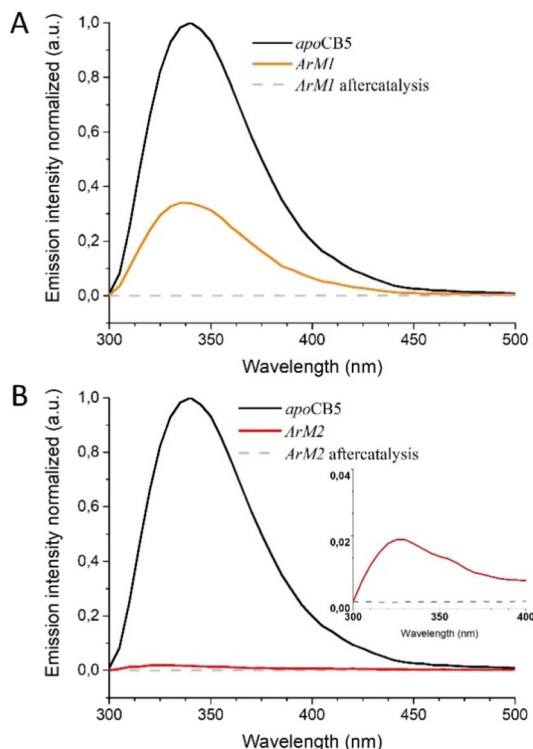 A
Emission intensity normalized (a.u.)
1,0
0,8
0,6
0,4
0,2
0,0
apoCB5
ArM1
ArM1 aftercatalysis
300
350
400
450
500
Wavelength (nm)
B
Emission intensity normalized (a.u.)
1,0
0,8
0,6
0,4
0,2
0,0
apoCB5
ArM2
ArM2 aftercatalysis
0,04
0,02
0,00
300
350
400
Wavelength (nm)
300
350
400
450
500
Wavelength (nm)